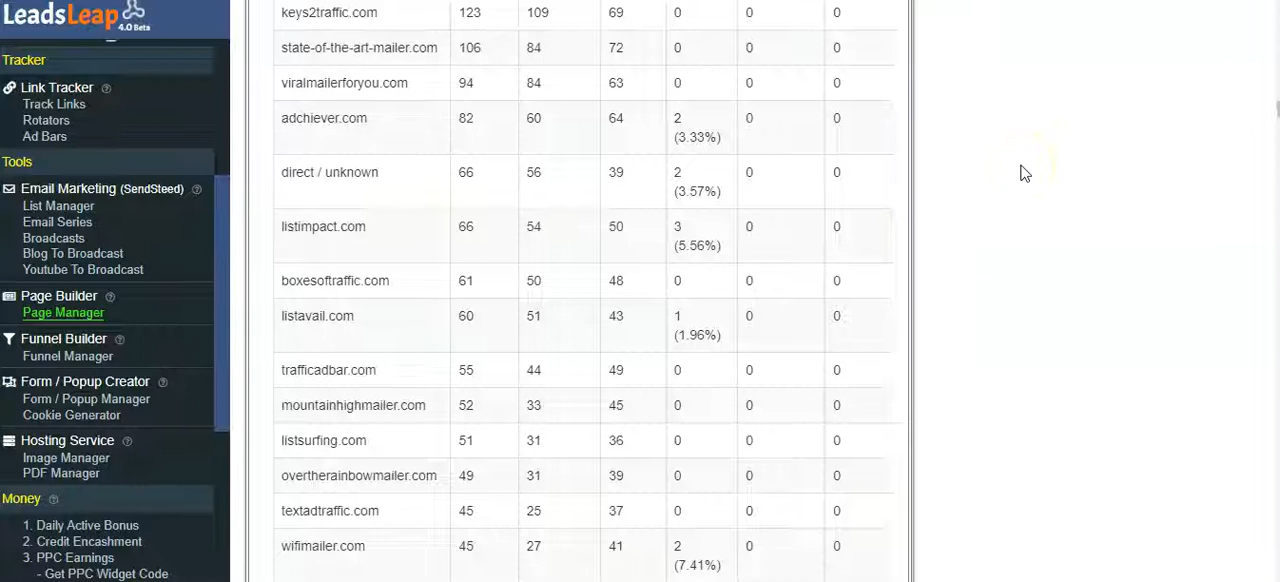 LeadsLeap
4.0 Beta
Tracker
Link Tracker ?
Track Links
Rotators
Ad Bars
Tools
Email Marketing (SendSteed) ?
List Manager
Email Series
Broadcasts
Blog To Broadcast
Youtube To Broadcast
Page Builder ?
Page Manager
Funnel Builder ?
Funnel Manager
Form / Popup Creator ?
Form / Popup Manager
Cookie Generator
Hosting Service ?
Image Manager
PDF Manager
Money ?
1. Daily Active Bonus
2. Credit Encashment
3. PPC Earnings
- Get PPC Widget Code
keys2traffic.com 123 109 69 0 0 0
state-of-the-art-mailer.com 106 84 72 0 0 0
viralmailerforyou.com 94 84 63 0 0 0
adchiever.com 82 60 64 2 0 0
(3.33%)
direct / unknown 66 56 39 2 0 0
(3.57%)
listimpact.com 66 54 50 3 0 0
(5.56%)
boxesoftraffic.com 61 50 48 0 0 0
listavail.com 60 51 43 1 0 0
(1.96%)
trafficadbar.com 55 44 49 0 0 0
mountainhighmailer.com 52 33 45 0 0 0
listsurfing.com 51 31 36 0 0 0
overtherainbowmailer.com 49 31 39 0 0 0
textadtraffic.com 45 25 37 0 0 0
wifimailer.com 45 27 41 2 0 0
(7.41%)